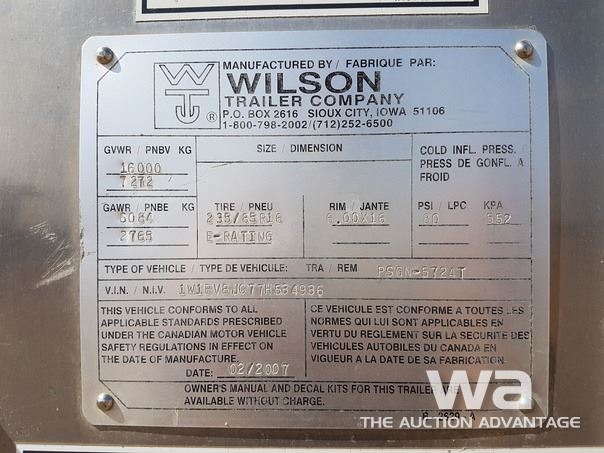 MANUFACTURED BY / FABRIQUE PAR:
WILSON
TRAILER COMPANY
P.O. BOX 2616 SIOUX CITY, IOWA 51106
1-800-798-2002/(712)252-6500
WT ®
GVWR / PNBV KG
16000
7272
SIZE / DIMENSION
COLD INFL. PRESS. /
PRESS DE GONFL. A
FROID
GAWR / PNBE KG
6084
2765
TIRE / PNEU
235/85R16
E-RATING
RIM / JANTE
6.00X16
PSI / LPC KPA
80 552
TYPE OF VEHICLE / TYPE DE VEHICULE: TRA / REM PSGN-5724T
V.I.N. / N.I.V. 1W1EV6JC77H534936
THIS VEHICLE CONFORMS TO ALL
APPLICABLE STANDARDS PRESCRIBED
UNDER THE CANADIAN MOTOR VEHICLE
SAFETY REGULATIONS IN EFFECT ON
THE DATE OF MANUFACTURE.
DATE: 02/2007
CE VEHICULE EST CONFORME A TOUTES LES
NORMES QUI LUI SONT APPLICABLES EN
VERTU DU REGLEMENT SUR LA SECURITE DES
VEHICULES AUTOBILES DU CANADA EN
VIGUEUR A LA DATE DE SA FABRICATION.
OWNER'S MANUAL AND DECAL KITS FOR THIS TRAILER ARE
AVAILABLE WITHOUT CHARGE.
wa
THE AUCTION ADVANTAGE